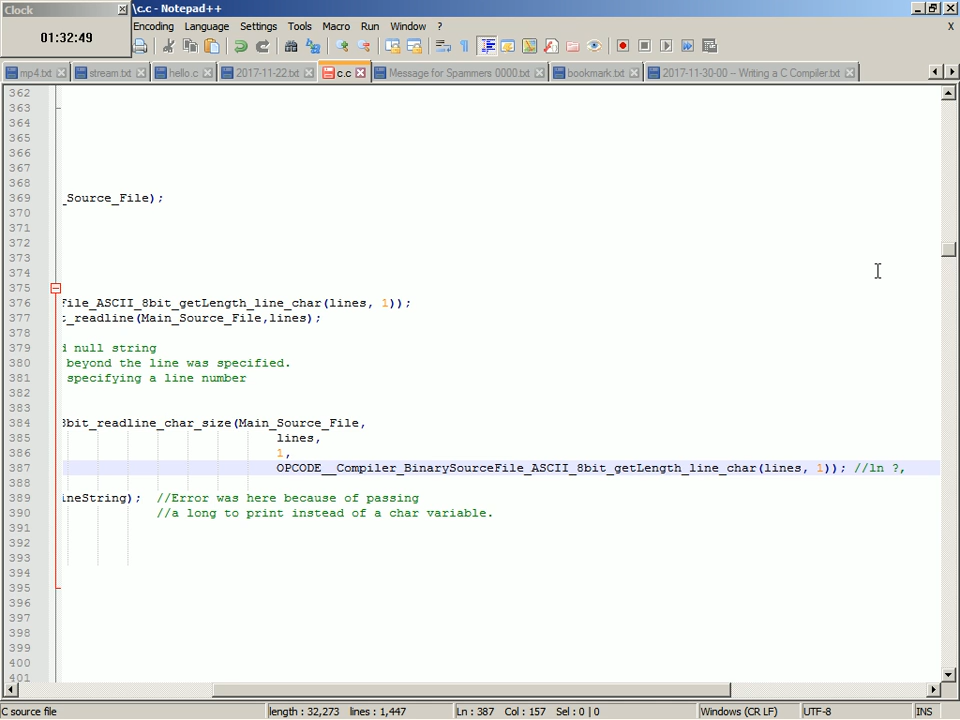 Clock
\c.c - Notepad++
01:32:49
Encoding Language Settings Tools Macro Run Window ?
X
mp4.txt stream.txt hello.c 2017-11-22.txt c.c Message for Spammers 0000.txt bookmark.txt 2017-11-30-00 – Writing a C Compiler.txt
362
363
364
365
366
367
368
369 _Source_File);
370
371
372
373
374
375
376 File_ASCII_8bit_getLength_line_char(lines, 1));
377 t_readline(Main_Source_File,lines);
378
379 d null string
380 beyond the line was specified.
381 specifying a line number
382
383
384 8bit_readline_char_size(Main_Source_File,
385 lines,
386 1,
387 OPCODE__Compiler_BinarySourceFile_ASCII_8bit_getLength_line_char(lines, 1)); //ln ?,
388
389 ineString); //Error was here because of passing
390 //a long to print instead of a char variable.
391
392
393
394
395
396
397
398
399
400
401
C source file length : 32,273 lines : 1,447 Ln : 387 Col : 157 Sel : 0 | 0 Windows (CR LF) UTF-8 INS